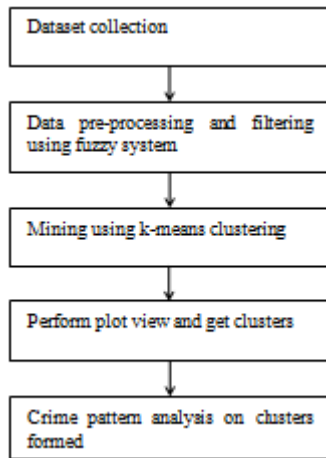 Dataset collection
Data pre-processing and filtering
using fuzzy system
Mining using k-means clustering
Perform plot view and get clusters
Crime pattern analysis on clusters
formed